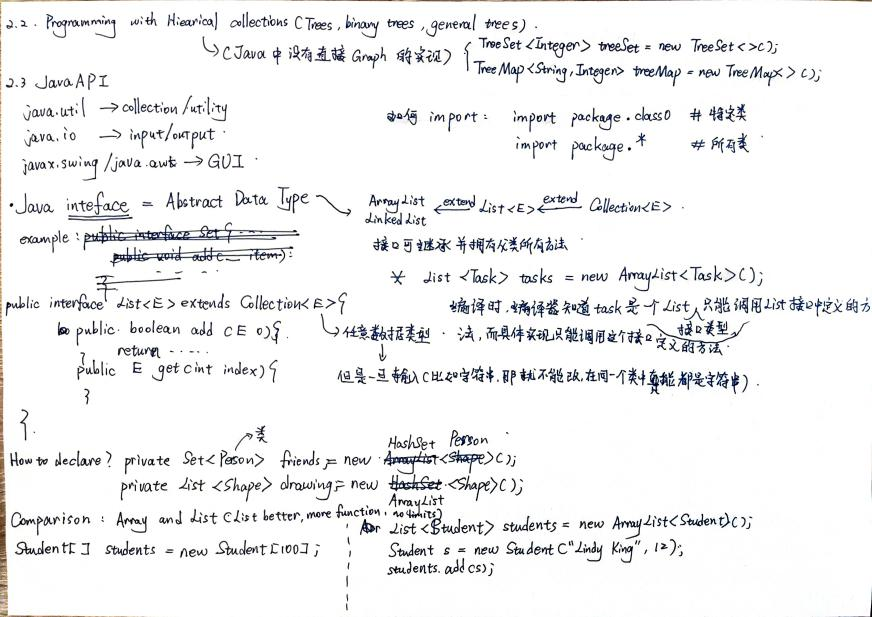 2.2. Programming with Hiearical collections (Trees, binary trees, general trees).
(Java 中没有直接 Graph 的实现)
TreeSet<Integer> treeSet = new TreeSet<>();
TreeMap<String, Integer> treeMap = new TreeMap<>();
2.3 Java API
java.util → collection/utility
java.io → input/output.
javax.swing/java.awt → GUI.
如何 import: import package.class() # 特定类
import package.* # 所有类
· Java inteface = Abstract Data Type
ArrayList
LinkedList ← extend List<E> ← extend Collection<E>.
example: public interface Set {
public void add(_ item):
}
接口可继承并拥有父类所有方法.
* List <Task> tasks = new ArrayList<Task>();
public interface List<E> extends Collection<E>{
编译时,编译器知道 task 是一个 List, 只能调用 List 接口中定义的方
接口类型
public boolean add (E o){
→ 任意数据类型. 法,而具体实现只能调用这个接口定义的方法.
return .....
}
public E get(int index){
但是一旦输入(比如字符串,那就不能改,在同一个类中只能都是字符串).
}
}.
类
How to declare? private Set<Person> friends = new ArrayList HashSet <Shape> Person ();
private List <Shape> drawing = new HashSet ArrayList <Shape>();
Comparison: Array and List (List better, more function, no limits)
Student[] students = new Student[100];
for List <Student> students = new ArrayList<Student>();
Student s = new Student ("Lindy King", 12);
students.add(s);